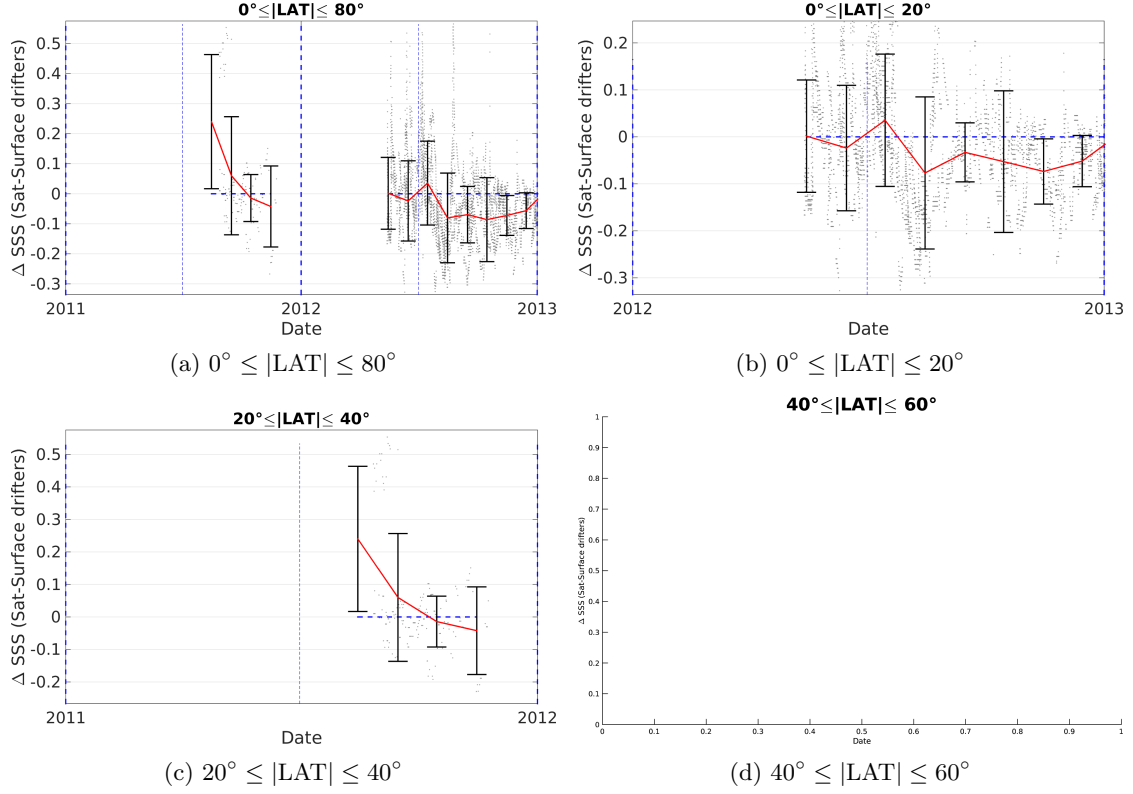 0°≤|LAT|≤ 80°
Δ SSS (Sat-Surface drifters)
0.5
0.4
0.3
0.2
0.1
0
-0.1
-0.2
-0.3
2011
2012
2013
Date
(a) 0° ≤ |LAT| ≤ 80°
0°≤|LAT|≤ 20°
Δ SSS (Sat-Surface drifters)
0.2
0.1
0
-0.1
-0.2
-0.3
2012
2013
Date
(b) 0° ≤ |LAT| ≤ 20°
20°≤|LAT|≤ 40°
Δ SSS (Sat-Surface drifters)
0.5
0.4
0.3
0.2
0.1
0
-0.1
-0.2
2011
2012
Date
(c) 20° ≤ |LAT| ≤ 40°
40°≤|LAT|≤ 60°
Δ SSS (Sat-Surface drifters)
1
0.9
0.8
0.7
0.6
0.5
0.4
0.3
0.2
0.1
0
0 0.1 0.2 0.3 0.4 0.5 0.6 0.7 0.8 0.9 1
Date
(d) 40° ≤ |LAT| ≤ 60°